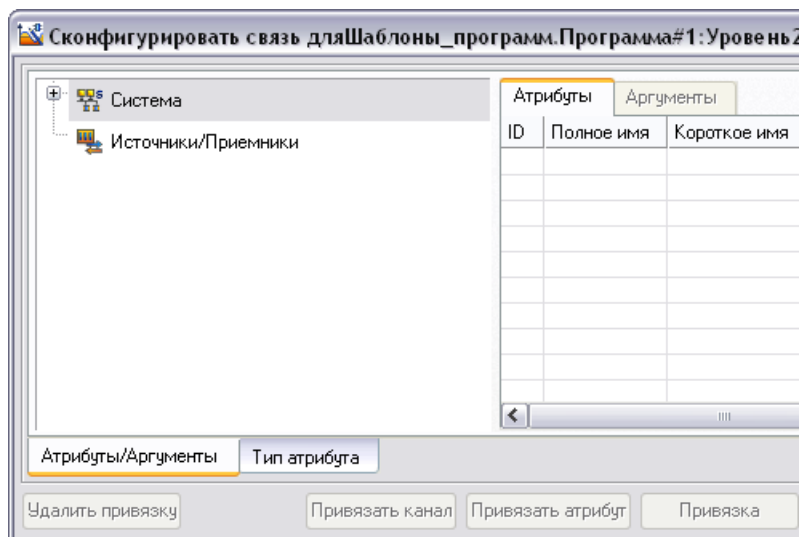 Сконфигурировать связь дляШаблоны_программ.Программа#1:Уровень2
Система
Источники/Приемники
Атрибуты Аргументы
ID Полное имя Короткое имя
Атрибуты/Аргументы Тип атрибута
Удалить привязку Привязать канал Привязать атрибут Привязка